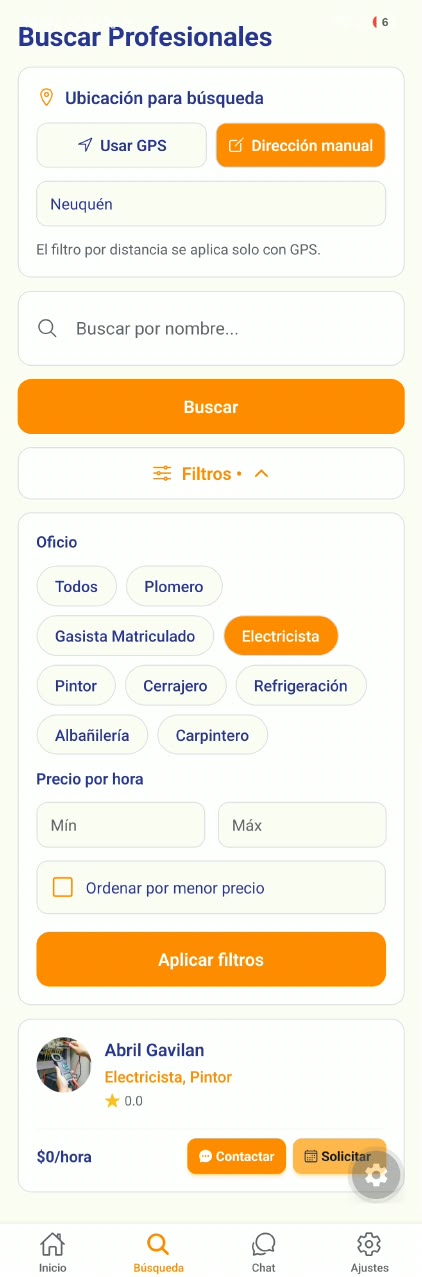 6
Buscar Profesionales
Ubicación para búsqueda
Usar GPS
Dirección manual
Neuquén
El filtro por distancia se aplica solo con GPS.
Buscar por nombre...
Buscar
Filtros •
Oficio
Todos
Plomero
Gasista Matriculado
Electricista
Pintor
Cerrajero
Refrigeración
Albañilería
Carpintero
Precio por hora
Mín
Máx
Ordenar por menor precio
Aplicar filtros
Abril Gavilan
Electricista, Pintor
0.0
$0/hora
Contactar
Solicitar
Inicio
Búsqueda
Chat
Ajustes